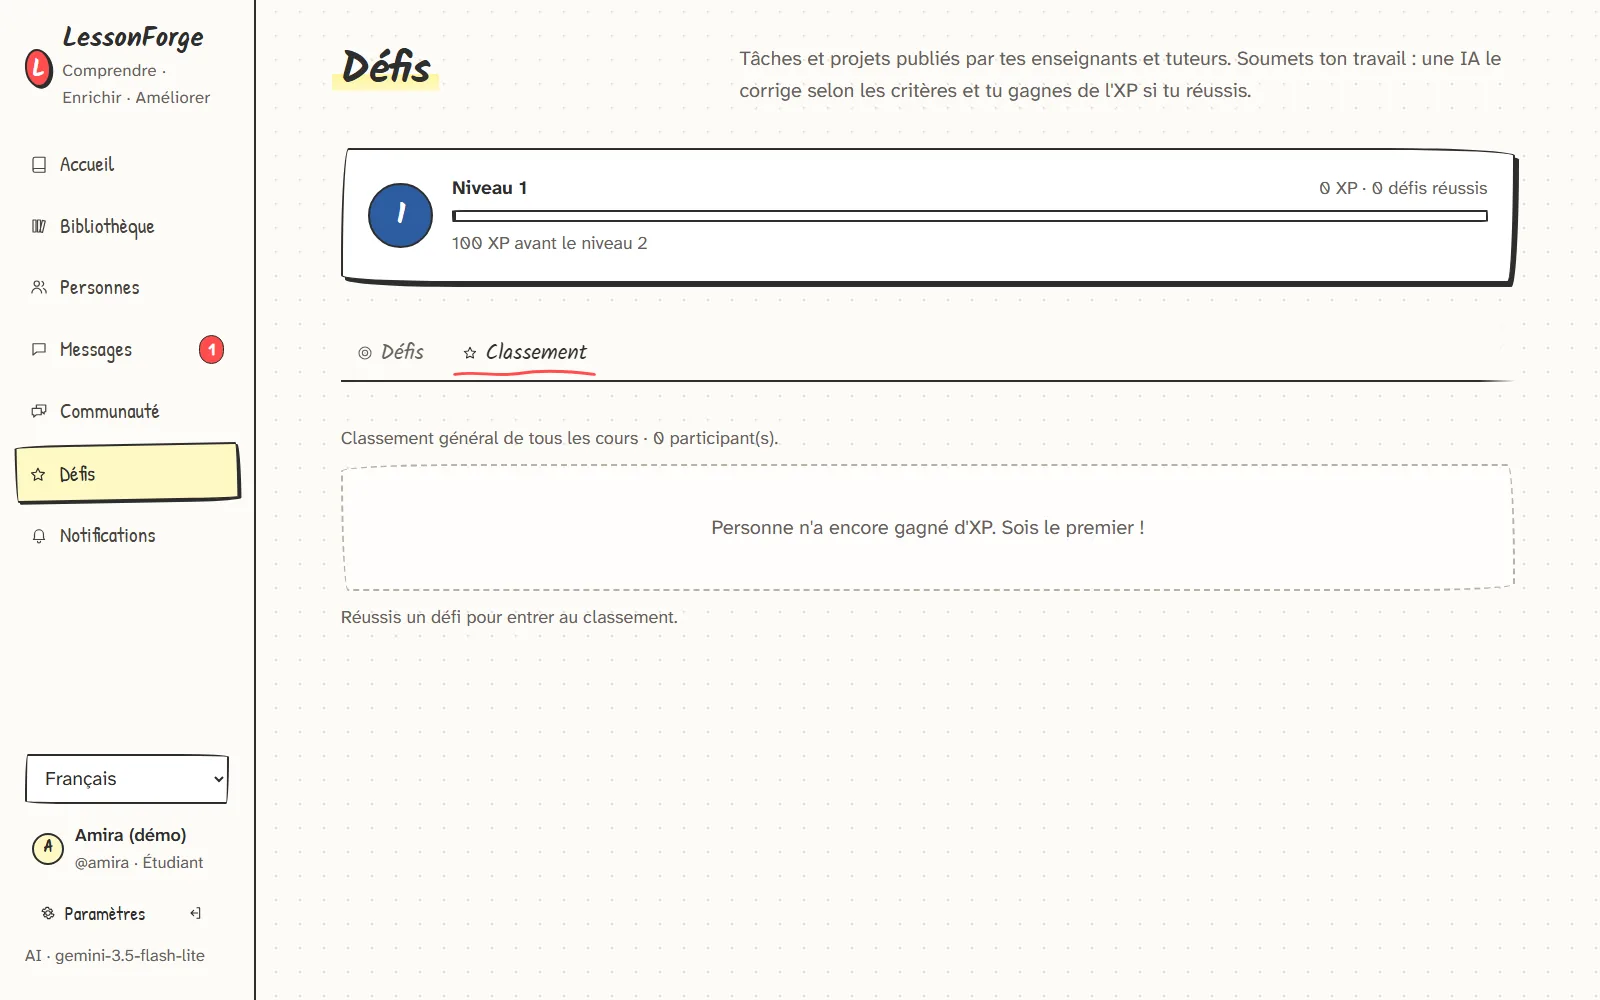 L
LessonForge
Comprendre ·
Enrichir · Améliorer
Accueil
Bibliothèque
Personnes
Messages 1
Communauté
Défis
Notifications
Français
A
Amira (démo)
@amira · Étudiant
Paramètres
AI · gemini-3.5-flash-lite
Défis
Tâches et projets publiés par tes enseignants et tuteurs. Soumets ton travail : une IA le
corrige selon les critères et tu gagnes de l'XP si tu réussis.
1
Niveau 1
0 XP · 0 défis réussis
100 XP avant le niveau 2
Défis Classement
Classement général de tous les cours · 0 participant(s).
Personne n'a encore gagné d'XP. Sois le premier !
Réussis un défi pour entrer au classement.